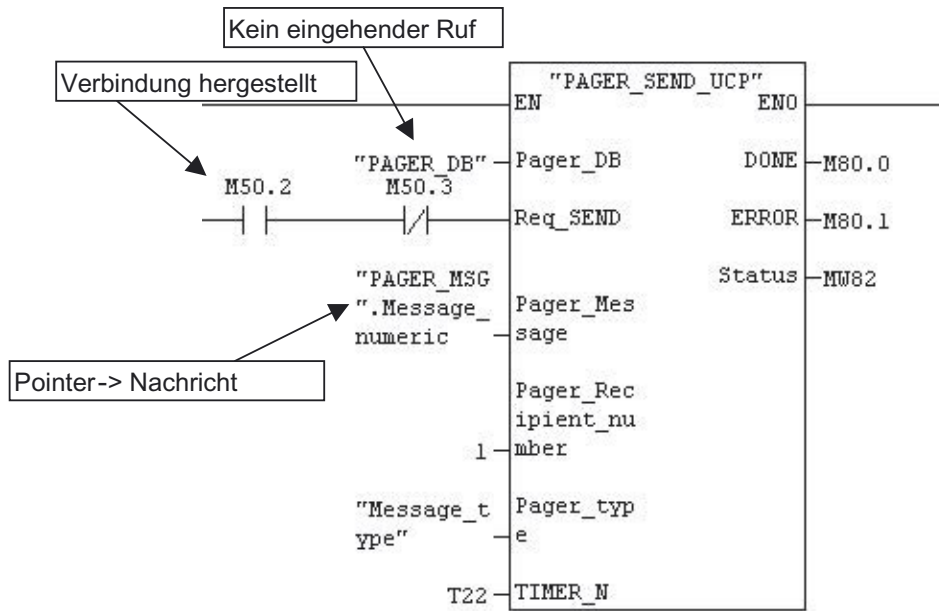 Kein eingehender Ruf
Verbindung hergestellt
"PAGER_SEND_UCP"
EN
ENO
"PAGER_DB"
Pager_DB
DONE
M80.0
M50.2
M50.3
Req_SEND
ERROR
M80.1
"PAGER_MSG
".Message_
numeric
Pager_Mes
sage
Status
MW82
Pointer-> Nachricht
Pager_Rec
ipient_nu
mber
1
"Message_t
ype"
Pager_typ
e
T22
TIMER_N